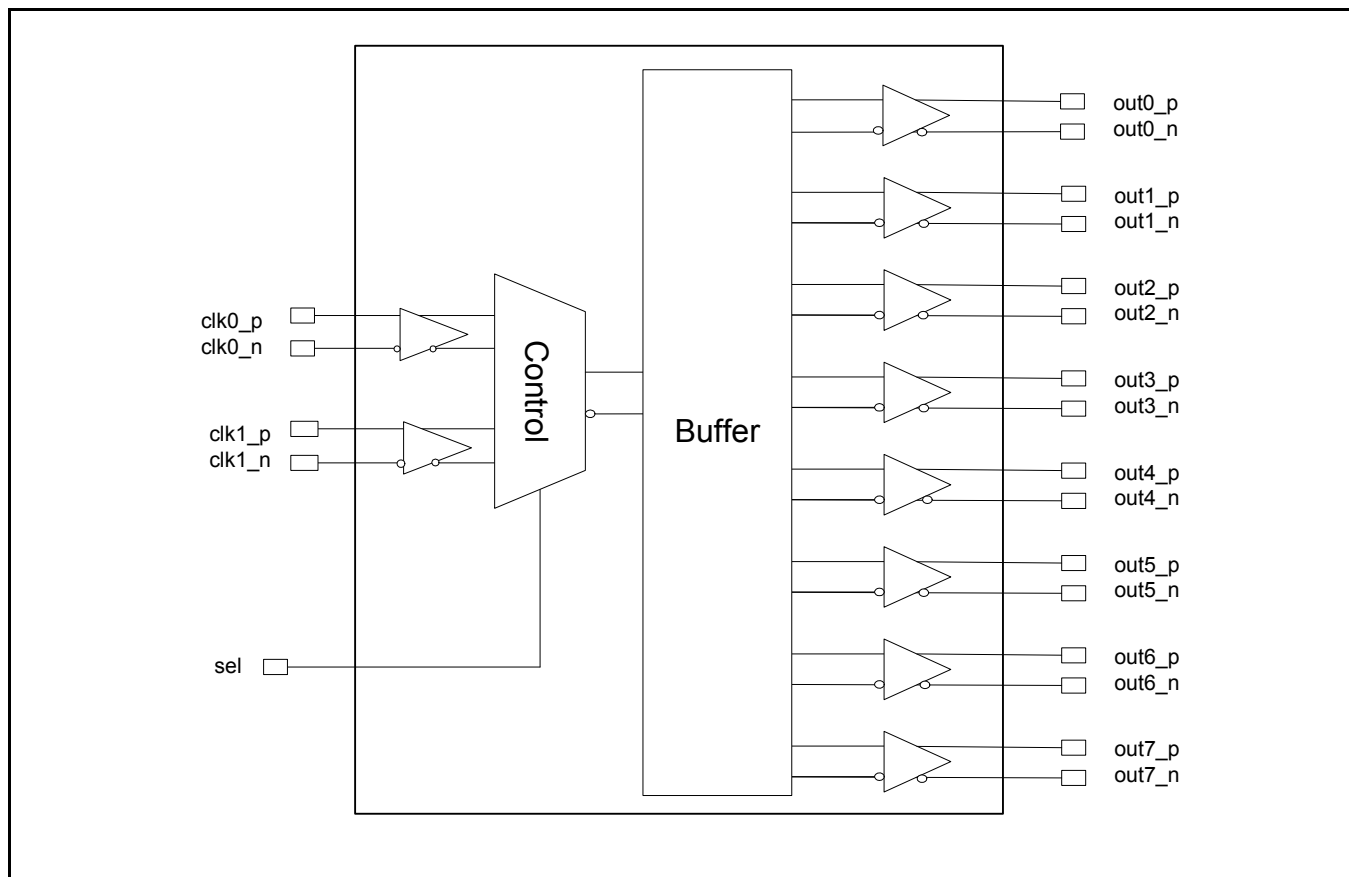 clk0_p
clk0_n
clk1_p
clk1_n
sel
Control
Buffer
out0_p
out0_n
out1_p
out1_n
out2_p
out2_n
out3_p
out3_n
out4_p
out4_n
out5_p
out5_n
out6_p
out6_n
out7_p
out7_n